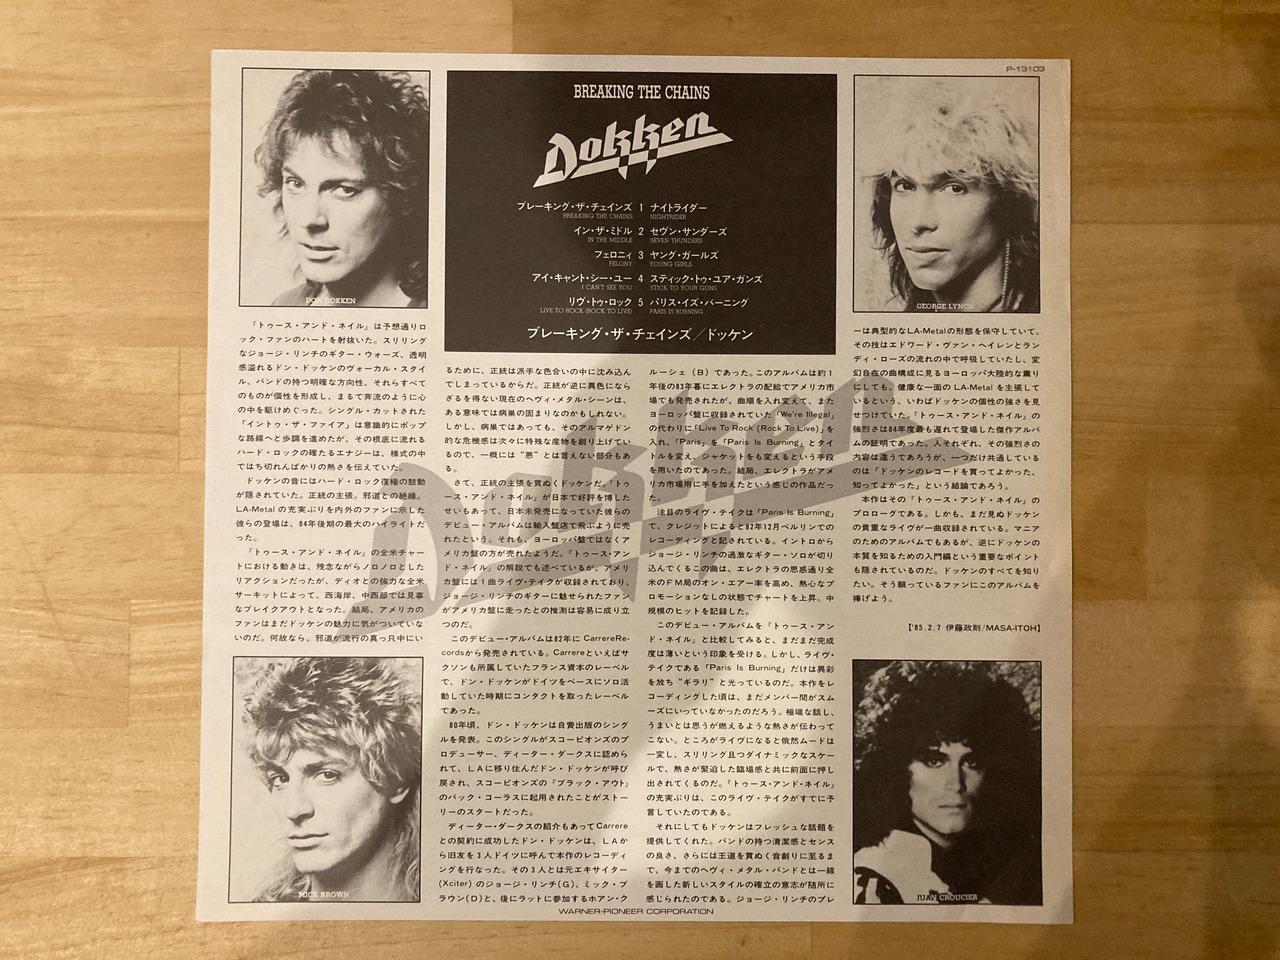 P-13103
BREAKING THE CHAINS
Dokken
ブレーキング・ザ・チェインズ 1 ナイトライダー
BREAKING THE CHAINS NIGHTRIDER
イン・ザ・ミドル 2 セヴン・サンダーズ
IN THE MIDDLE SEVEN THUNDERS
フェロニィ 3 ヤング・ガールズ
FELONY YOUNG GIRLS
アイ・キャント・シー・ユー 4 スティック・トゥ・ユア・ガンズ
I CAN'T SEE YOU STICK TO YOUR GUNS
リヴ・トゥ・ロック 5 パリス・イズ・バーニング
LIVE TO ROCK (ROCK TO LIVE) PARIS IS BURNING
ブレーキング・ザ・チェインズ／ドッケン
DON DOKKEN
GEORGE LYNCH
『トゥース・アンド・ネイル』は予想通りロ
ック・ファンのハートを射抜いた。スリリング
なジョージ・リンチのギター・ウォーズ、透明
感溢れるドン・ドッケンのヴォーカル・スタイ
ル、バンドの持つ明確な方向性、それらすべて
のものが個性を形成し、まるで奔流のように心
の中を駆けめぐった。シングル・カットされた
「イントゥ・ザ・ファイア」は意識的にポップ
な路線へと歩調を進めたが、その根底に流れる
ハード・ロックの確たるエナジーは、様式の中
ではち切れんばかりの熱さを伝えていた。
ドッケンの音にはハード・ロック復権の鼓動
が隠されていた。正統の主張。邪道との絶縁。
LA-Metalの充実ぶりを内外のファンに示した
彼らの登場は、84年後期の最大のハイライトだ
った。
『トゥース・アンド・ネイル』の全米チャー
トにおける動きは、残念ながらノロノロとした
リアクションだったが、ディオとの強力な全米
サーキットによって、西海岸、中西部では見事
なブレイクアウトとなった。結局、アメリカの
ファンはまだドッケンの魅力に気がついていな
いのだ。何故なら、邪道が流行の真っ只中にい
るために、正統は派手な色合いの中に沈み込ん
でしまっているからだ。正統が逆に異色になら
ざるを得ない現在のヘヴィ・メタル・シーンは、
ある意味では病巣の固まりなのかもしれない。
しかし、病巣ではあっても、そのアルマゲドン
的な危機感は次々に特殊な産物を創り上げてい
るので、一概には"悪"とは言えない部分もあ
る。
さて、正統の主張を貫ぬくドッケンだ。『トゥ
ース・アンド・ネイル』が日本で好評を博した
せいもあって、日本未発売になっていた彼らの
デビュー・アルバムは輸入盤店で飛ぶように売
れたという。それも、ヨーロッパ盤ではなくア
メリカ盤の方が売れたようだ。『トゥース・アン
ド・ネイル』の解説でも述べているが、アメリ
カ盤には１曲ライヴ・テイクが収録されており、
ジョージ・リンチのギターに魅せられたファン
がアメリカ盤に走ったとの推測は容易に成り立
つのだ。
このデビュー・アルバムは82年にCarrereRe-
cordsから発売されている。Carrereといえばサ
クソンも所属していたフランス資本のレーベル
で、ドン・ドッケンがドイツをベースにソロ活
動していた時期にコンタクトを取ったレーベル
であった。
80年頃、ドン・ドッケンは自費出版のシング
ルを発表。このシングルがスコーピオンズのプ
ロデューサー、ディーター・ダークスに認めら
れて、ＬＡに移り住んだドン・ドッケンが呼び
戻され、スコーピオンズの『ブラック・アウト』
のバック・コーラスに起用されたことがストー
リーのスタートだった。
ディーター・ダークスの紹介もあってCarrere
との契約に成功したドン・ドッケンは、ＬＡか
ら旧友を３人ドイツに呼んで本作のレコーディ
ングを行なった。その３人とは元エキサイター
(Xciter)のジョージ・リンチ(G)、ミック・ブ
ラウン(D)と、後にラットに参加するホアン・ク
ルーシェ（B）であった。このアルバムは約１
年後の83年暮にエレクトラの配給でアメリカ市
場でも発売されたが、曲順を入れ変えて、また
ヨーロッパ盤に収録されていた「We're Illegal」
の代わりに「Live To Rock (Rock To Live)」を
入れ、「Paris」を「Paris Is Burning」とタイ
トルを変え、ジャケットをも変えるという手段
を用いたのであった。結局、エレクトラがアメ
リカ市場用に手を加えたという感じの作品だっ
た。
注目のライヴ・テイクは「Paris Is Burning」
で、クレジットによると82年12月ベルリンでの
レコーディングと記されている。イントロから
ジョージ・リンチの過激なギター・ソロが切り
込んでくるこの曲は、エレクトラの思惑通り全
米のＦＭ局のオン・エアー率を高め、熱心なプ
ロモーションなしの状態でチャートを上昇。中
規模のヒットを記録した。
このデビュー・アルバムを『トゥース・アン
ド・ネイル』と比較してみると、まだまだ完成
度は薄いという印象を受ける。しかし、ライヴ・
テイクである「Paris Is Burning」だけは異彩
を放ち"ギラリ"と光っているのだ。本作をレ
コーディングした頃は、まだメンバー間がスム
ーズにいっていなかったのだろう。極端な話し、
うまいとは思うが燃えるような熱さが伝わって
こない。ところがライヴになると俄然ムードは
一変し、スリリング且つダイナミックなスケー
ルで、熱さが緊迫した臨場感と共に前面に押し
出されてくるのだ。『トゥース・アンド・ネイル』
の充実ぶりは、このライヴ・テイクがすでに予
言していたのである。
それにしてもドッケンはフレッシュな話題を
提供してくれた。バンドの持つ清潔感とセンス
の良さ、さらには王道を貫ぬく音創りに至るま
で、今までのヘヴィ・メタル・バンドとは一線
を画した新しいスタイルの確立の意志が随所に
感じられたのである。ジョージ・リンチのプレ
ーは典型的なLA-Metalの形態を保守していて、
その技はエドワード・ヴァン・ヘイレンとラン
ディ・ローズの流れの中で呼吸していたし、変
幻自在の曲構成に見るヨーロッパ大陸的な薫り
にしても、健康な一面のLA-Metalを主張して
いるという、いわばドッケンの個性の強さを見
せつけていた。『トゥース・アンド・ネイル』の
強烈さは84年度最も遅れて登場した傑作アルバ
ムの証明であった。人それぞれ、その強烈さの
内容は違うであろうが、一つだけ共通している
のは「ドッケンのレコードを買ってよかった、
知ってよかった」という結論であろう。
本作はその『トゥース・アンド・ネイル』の
プロローグである。しかも、まだ見ぬドッケン
の貴重なライヴが一曲収録されている。マニア
のためのアルバムでもあるが、逆にドッケンの
本質を知るための入門編という重要なポイント
も隠されているのだ。ドッケンのすべてを知り
たい。そう願っているファンにこのアルバムを
捧げよう。
【'85.2.7 伊藤政則/MASA-ITOH】
MICK BROWN
JUAN CROUCIER
WARNER-PIONEER CORPORATION
Dokken